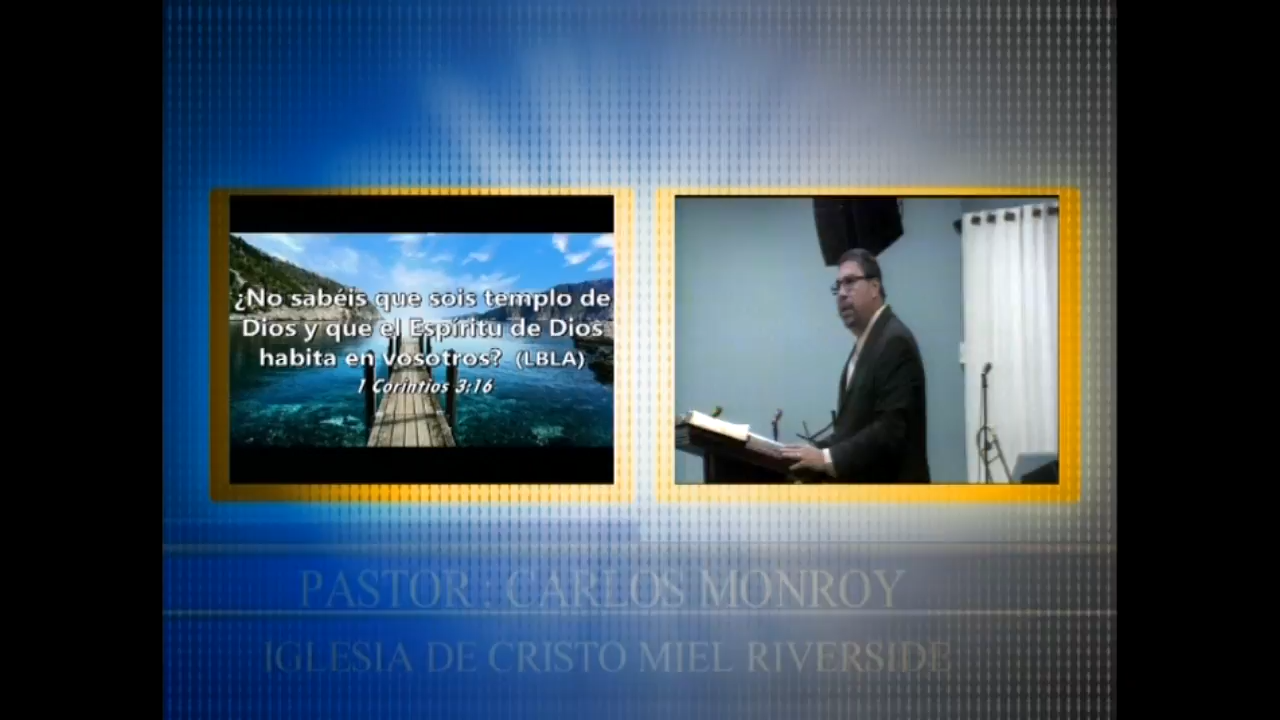 ¿No sabéis que sois templo de
Dios y que el Espíritu de Dios
habita en vosotros? (LBLA)
1 Corintios 3:16
PASTOR : CARLOS MONROY
IGLESIA DE CRISTO MIEL RIVERSIDE